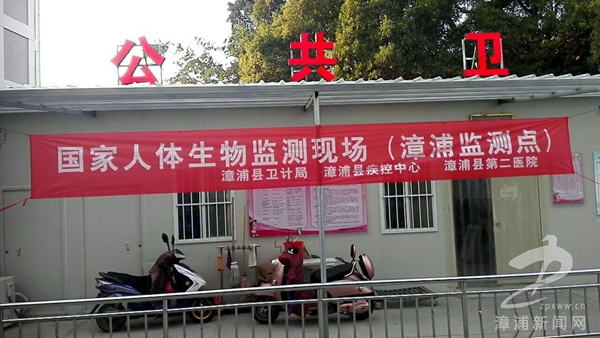 公共卫
国家人体生物监测现场（漳浦监测点）
漳浦县卫计局 漳浦县疾控中心 漳浦县第二医院
zpxww.cn
漳浦新闻网